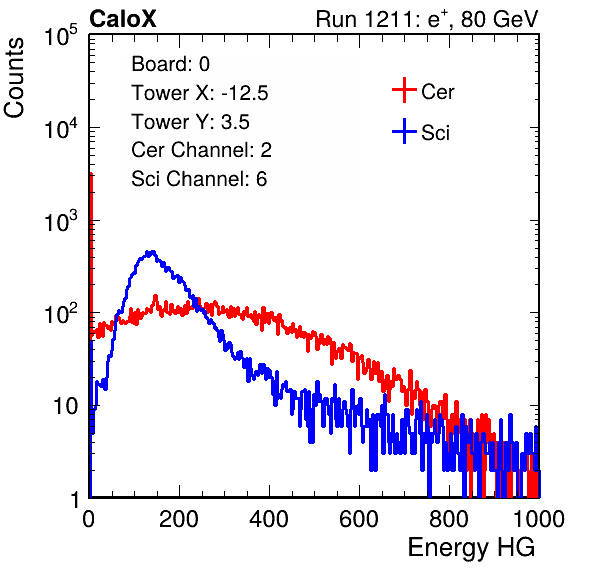 CaloX Run 1211: e⁺, 80 GeV
Counts
Board: 0
Tower X: -12.5
Tower Y: 3.5
Cer Channel: 2
Sci Channel: 6
Cer
Sci
10⁵
10⁴
10³
10²
10
1
0 200 400 600 800 1000
Energy HG